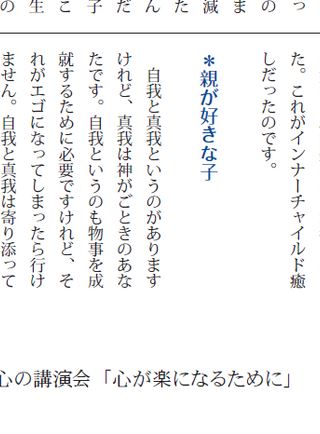 っ
の
ま
減
た
ん
だ
子
こ
生
の
た。これがインナーチャイルド癒
しだったのです。
＊親が好きな子
自我と真我というのがあります
けれど、真我は神がごときのあな
たです。自我というのも物事を成
就するために必要ですけれど、そ
れがエゴになってしまったら行け
ません。自我と真我は寄り添って
心の講演会「心が楽になるために」